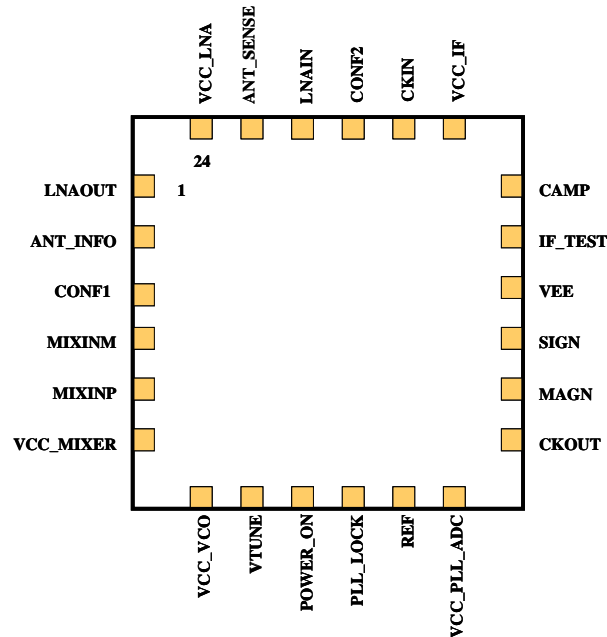 VCC_LNA
ANT_SENSE
LNAIN
CONF2
CKIN
VCC_IF
24
1
LNAOUT
ANT_INFO
CONF1
MIXINM
MIXINP
VCC_MIXER
CAMP
IF_TEST
VEE
SIGN
MAGN
CKOUT
VCC_VCO
VTUNE
POWER_ON
PLL_LOCK
REF
VCC_PLL_ADC